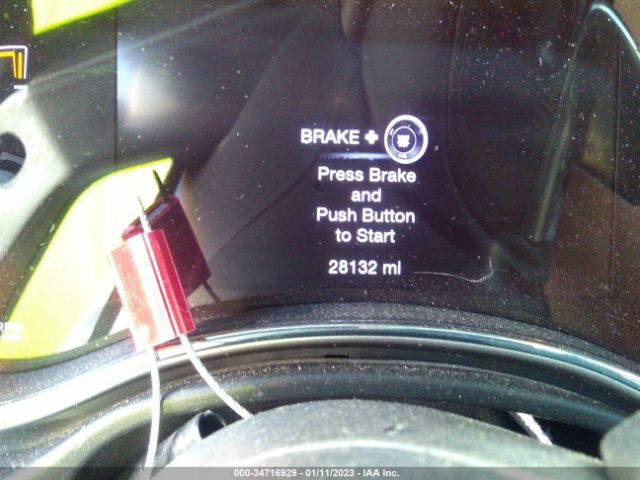 BRAKE +
Press Brake
and
Push Button
to Start
28132 mi
000-34716929 - 01/11/2023 - IAA Inc.